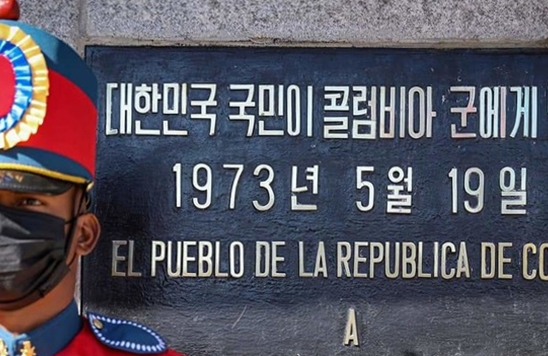 대한민국 국민이 콜럼비아 군에게
1973년 5월 19일
EL PUEBLO DE LA REPUBLICA DE CO
A